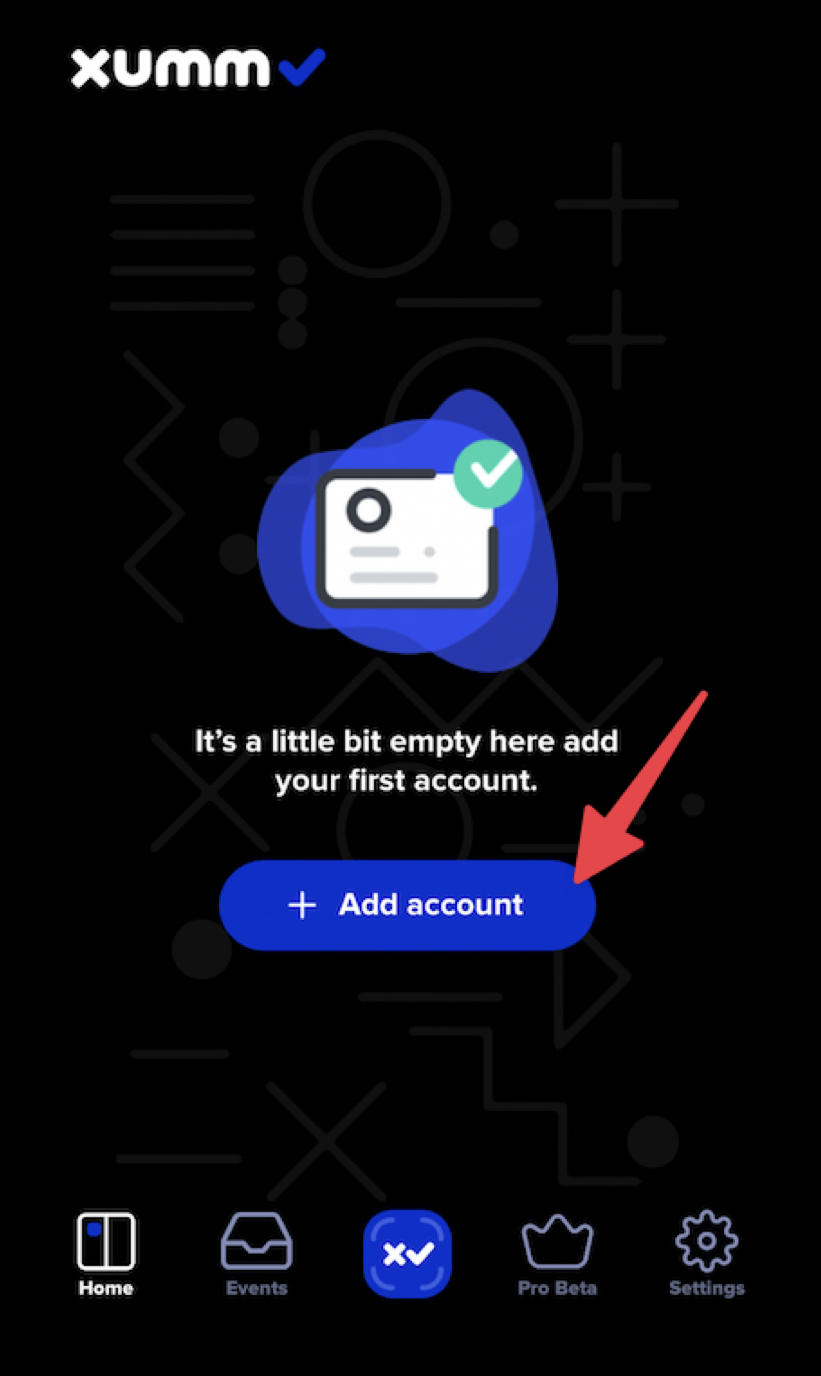 xumm
It's a little bit empty here add
your first account.
+ Add account
Home
Events
Pro Beta
Settings